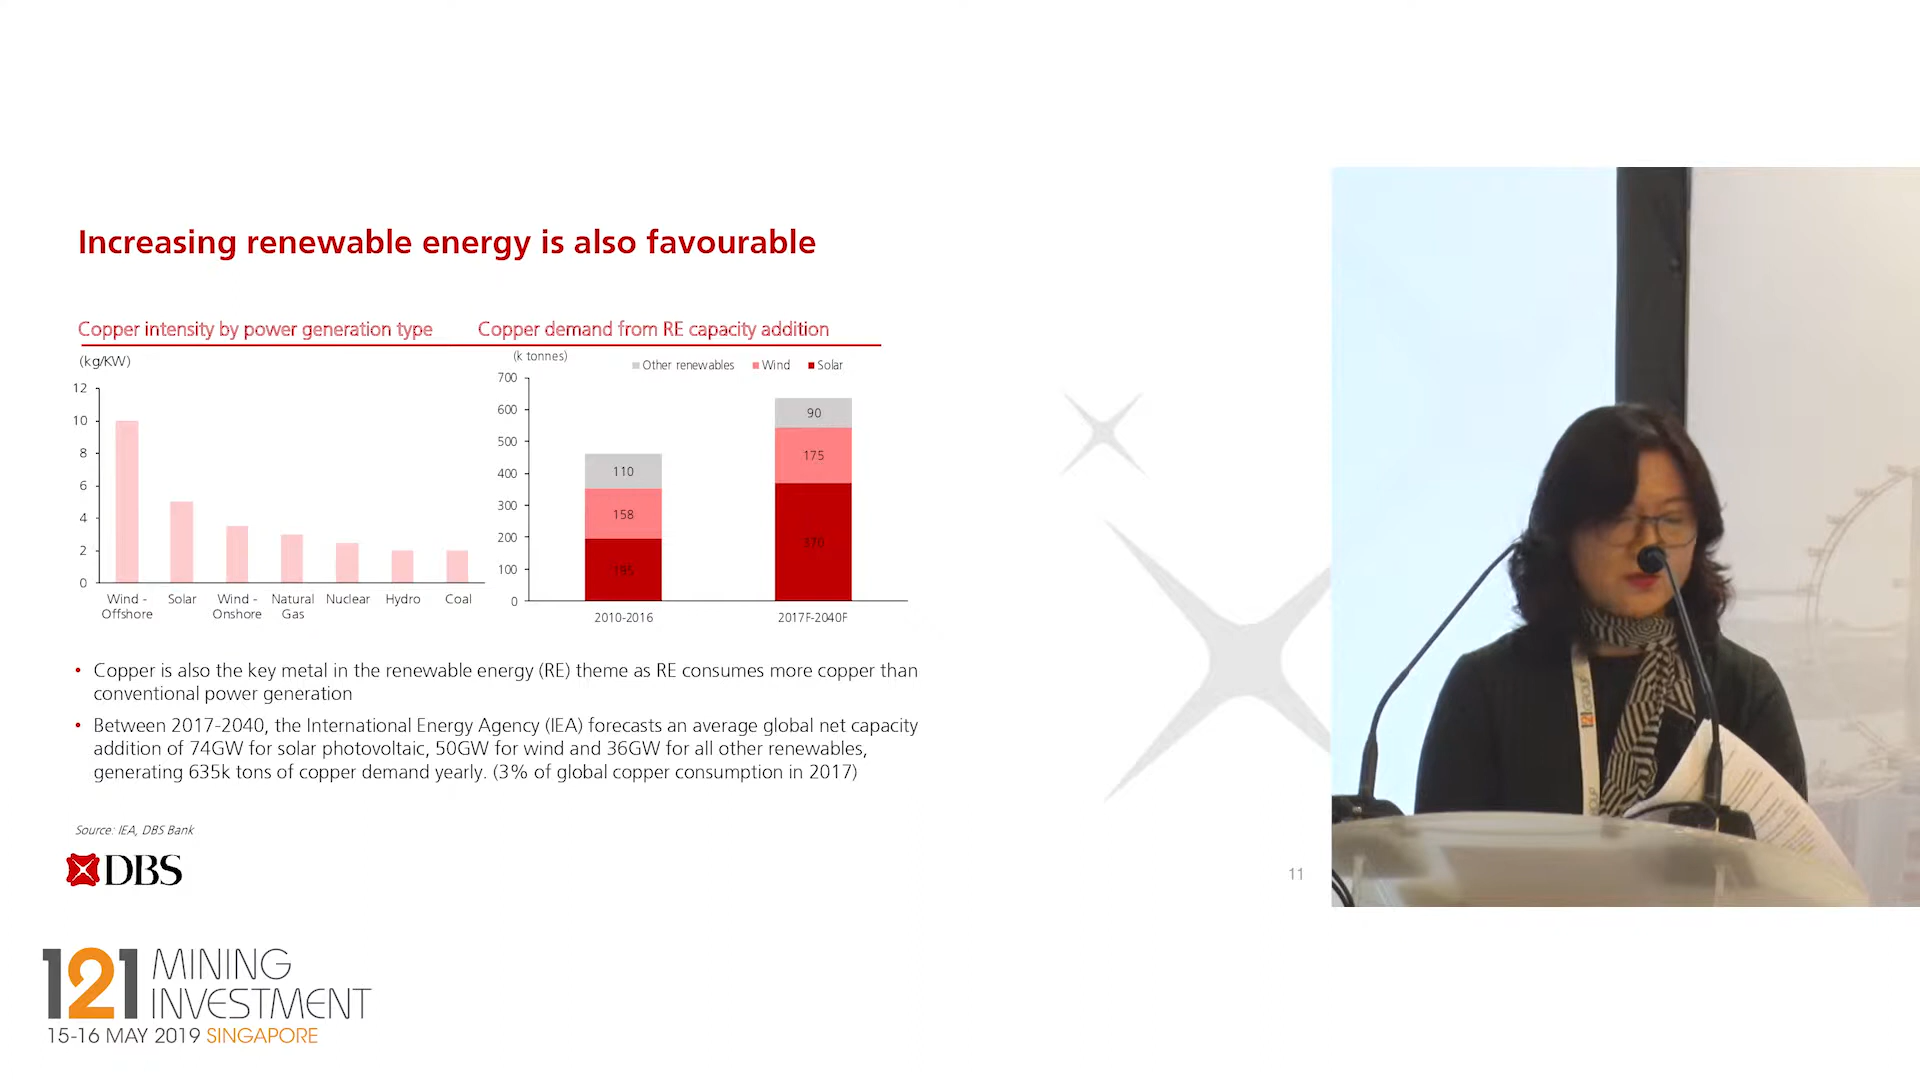 Increasing renewable energy is also favourable
Copper intensity by power generation type
(kg/KW)
12
10
8
6
4
2
0
Wind - Offshore
Solar
Wind - Onshore
Natural Gas
Nuclear
Hydro
Coal
Copper demand from RE capacity addition
(k tonnes)
Other renewables
Wind
Solar
700
600
500
400
300
200
100
0
110
158
195
90
175
370
2010-2016
2017F-2040F
• Copper is also the key metal in the renewable energy (RE) theme as RE consumes more copper than
conventional power generation
• Between 2017-2040, the International Energy Agency (IEA) forecasts an average global net capacity
addition of 74GW for solar photovoltaic, 50GW for wind and 36GW for all other renewables,
generating 635k tons of copper demand yearly. (3% of global copper consumption in 2017)
Source: IEA, DBS Bank
DBS
11
121 MINING
INVESTMENT
15-16 MAY 2019 SINGAPORE
121 GROUP